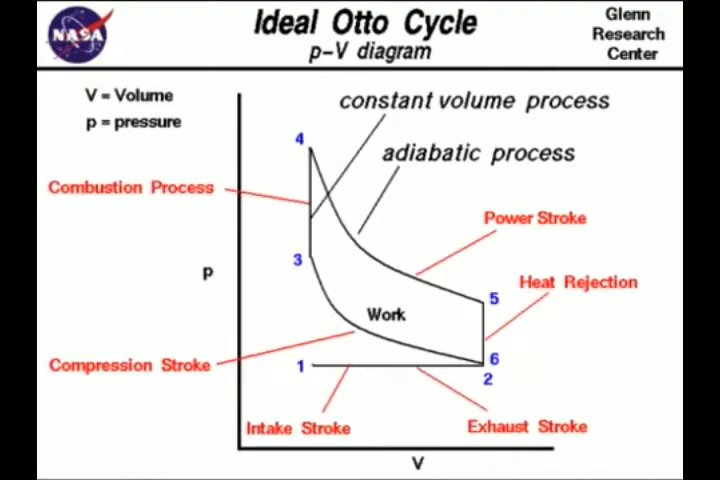 NASA
Ideal Otto Cycle
p-V diagram
Glenn
Research
Center
V = Volume
p = pressure
constant volume process
adiabatic process
4
Combustion Process
Power Stroke
3
p
Heat Rejection
5
Work
Compression Stroke
1
6
2
Intake Stroke
Exhaust Stroke
V